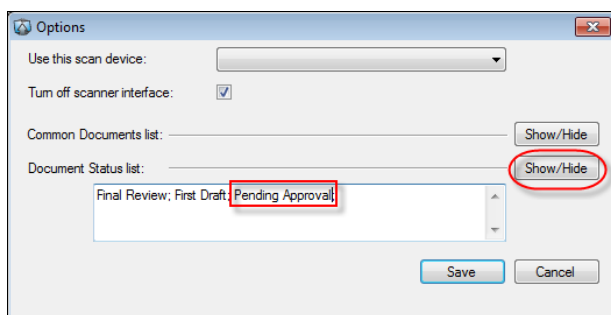 Options
Use this scan device:
Turn off scanner interface:
Common Documents list: Show/Hide
Document Status list: Show/Hide
Final Review; First Draft; Pending Approval;
Save Cancel